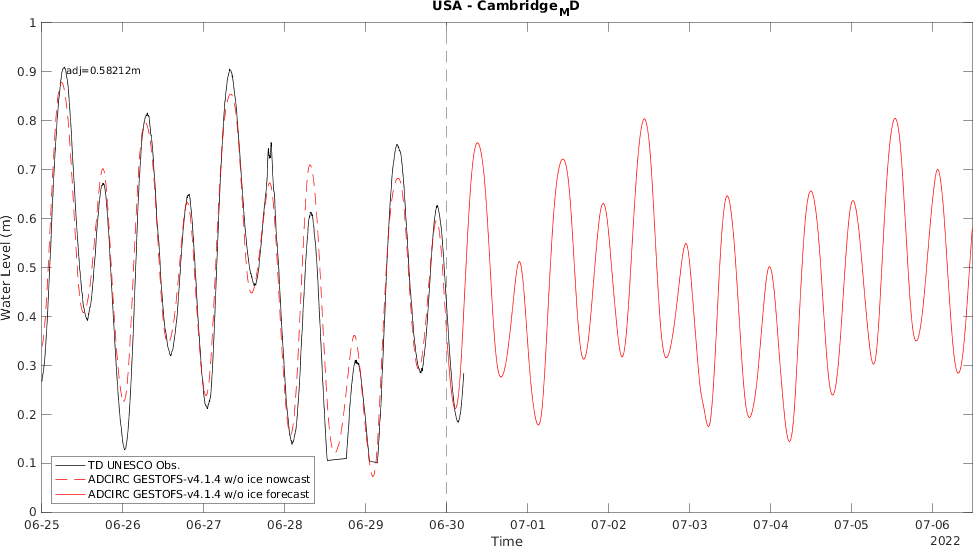 USA - Cambridge_MD
adj=0.58212m
Water Level (m)
1
0.9
0.8
0.7
0.6
0.5
0.4
0.3
0.2
0.1
0
TD UNESCO Obs.
ADCIRC GESTOFS-v4.1.4 w/o ice nowcast
ADCIRC GESTOFS-v4.1.4 w/o ice forecast
06-25 06-26 06-27 06-28 06-29 06-30 07-01 07-02 07-03 07-04 07-05 07-06
Time
2022